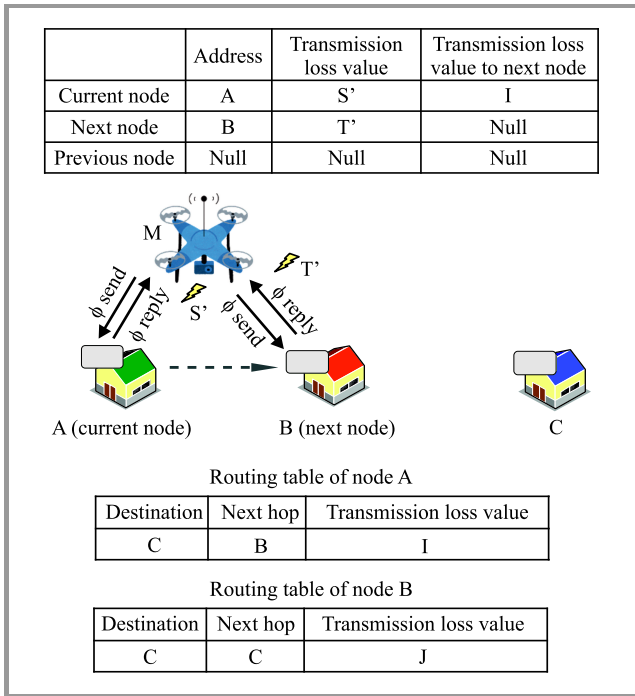 Address Transmission loss value Transmission loss value to next node
Current node A S’ I
Next node B T’ Null
Previous node Null Null Null
M
T’
S’
ϕ send
ϕ reply
ϕ send
ϕ reply
A (current node) B (next node) C
Routing table of node A
Destination Next hop Transmission loss value
C B I
Routing table of node B
Destination Next hop Transmission loss value
C C J